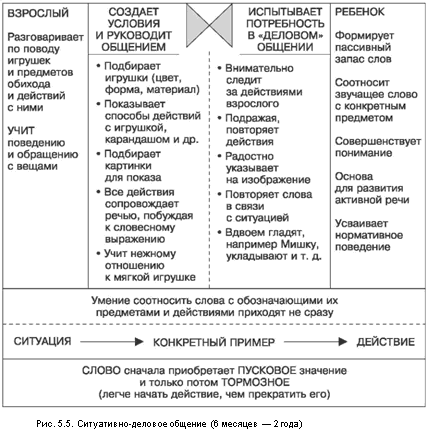 ВЗРОСЛЫЙ
Разговаривает
по поводу
игрушек
и предметов
обихода
и действий
с ними
УЧИТ
поведению
и обращению
с вещами
СОЗДАЕТ
УСЛОВИЯ
И РУКОВОДИТ
ОБЩЕНИЕМ
• Подбирает
игрушки (цвет,
форма, материал)
• Показывает
способы действий
с игрушкой,
карандашом и др.
• Подбирает
картинки
для показа
• Все действия
сопровождает
речью, побуждая
к словесному
выражению
• Учит нежному
отношению
к мягкой игрушке
ИСПЫТЫВАЕТ
ПОТРЕБНОСТЬ
В «ДЕЛОВОМ»
ОБЩЕНИИ
• Внимательно
следит
за действиями
взрослого
• Подражая,
повторяет
действия
• Радостно
указывает
на изображение
• Повторяет слова
в связи
с ситуацией
• Вдвоем гладят,
например Мишку,
укладывают и т. д.
РЕБЕНОК
Формирует
пассивный
запас слов
Соотносит
звучащее слово
с конкретным
предметом
Совершенствует
понимание
Основа
для развития
активной речи
Усваивает
нормативное
поведение
Умение соотносить слова с обозначающими их
предметами и действиями приходят не сразу
СИТУАЦИЯ КОНКРЕТНЫЙ ПРИМЕР ДЕЙСТВИЕ
СЛОВО сначала приобретает ПУСКОВОЕ значение
и только потом ТОРМОЗНОЕ
(легче начать действие, чем прекратить его)
Рис. 5.5. Ситуативно-деловое общение (6 месяцев — 2 года)